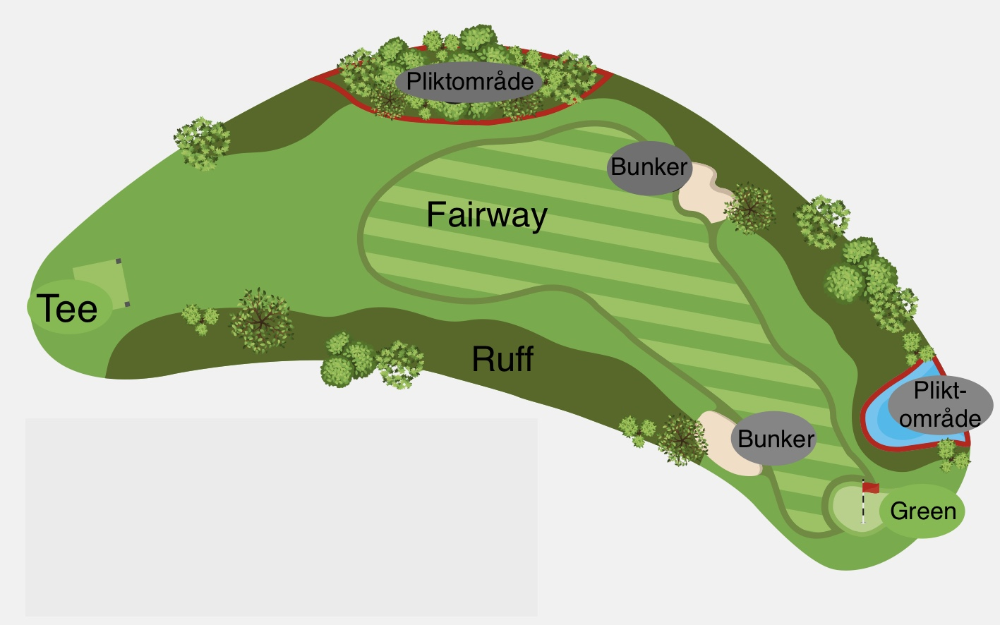 Pliktområde
Bunker
Fairway
Tee
Ruff
Plikt-
område
Bunker
Green